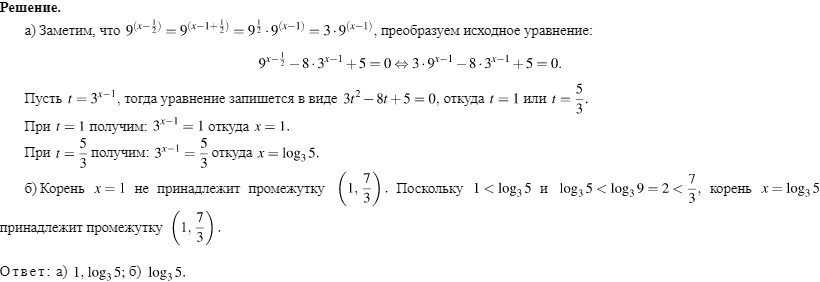 Решение.
а) Заметим, что $9^{(x-\frac{1}{2})} = 9^{(x-1+\frac{1}{2})} = 9^{\frac{1}{2}} \cdot 9^{(x-1)} = 3 \cdot 9^{(x-1)}$, преобразуем исходное уравнение:
$9^{x-\frac{1}{2}} - 8 \cdot 3^{x-1} + 5 = 0 \Leftrightarrow 3 \cdot 9^{x-1} - 8 \cdot 3^{x-1} + 5 = 0.$
Пусть $t = 3^{x-1}$, тогда уравнение запишется в виде $3t^2 - 8t + 5 = 0$, откуда $t = 1$ или $t = \frac{5}{3}$.
При $t = 1$ получим: $3^{x-1} = 1$ откуда $x = 1$.
При $t = \frac{5}{3}$ получим: $3^{x-1} = \frac{5}{3}$ откуда $x = \log_3 5$.
б) Корень $x = 1$ не принадлежит промежутку $\left(1, \frac{7}{3}\right)$. Поскольку $1 < \log_3 5$ и $\log_3 5 < \log_3 9 = 2 < \frac{7}{3}$, корень $x = \log_3 5$
принадлежит промежутку $\left(1, \frac{7}{3}\right)$.
Ответ: а) $1, \log_3 5$; б) $\log_3 5$.